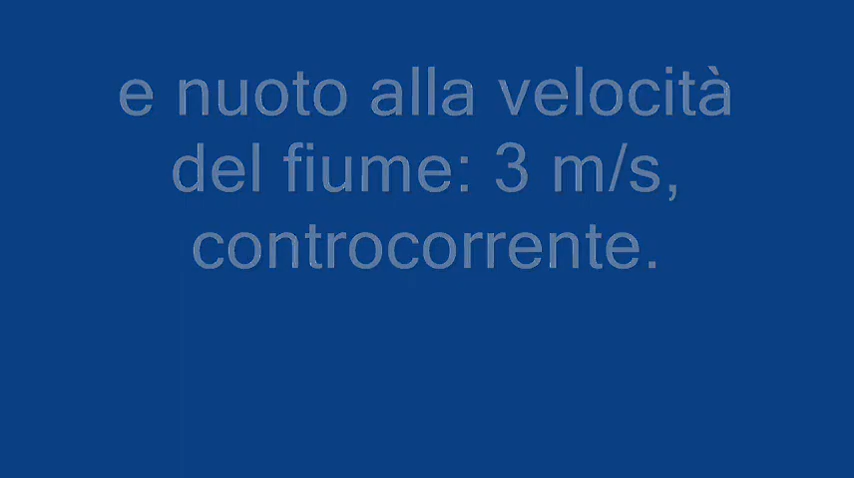 e nuoto alla velocità
del fiume: 3 m/s,
controcorrente.